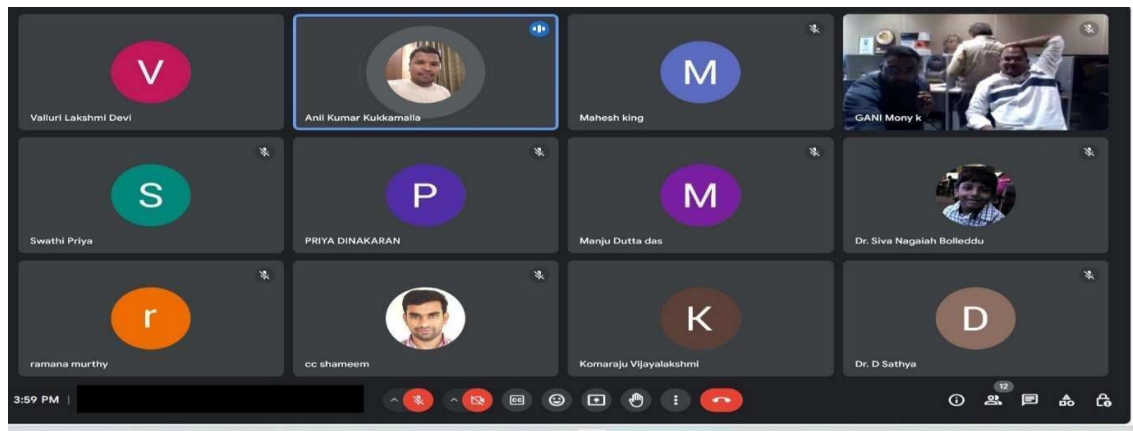 V
Valluri Lakshmi Devi
Anil Kumar Kukkamalla
M
Mahesh king
GANI Mony k
S
Swathi Priya
P
PRIYA DINAKARAN
M
Manju Dutta das
Dr. Siva Nagaiah Bolleddu
r
ramana murthy
cc shameem
K
Komaraju Vijayalakshmi
D
Dr. D Sathya
3:59 PM |
CC
12